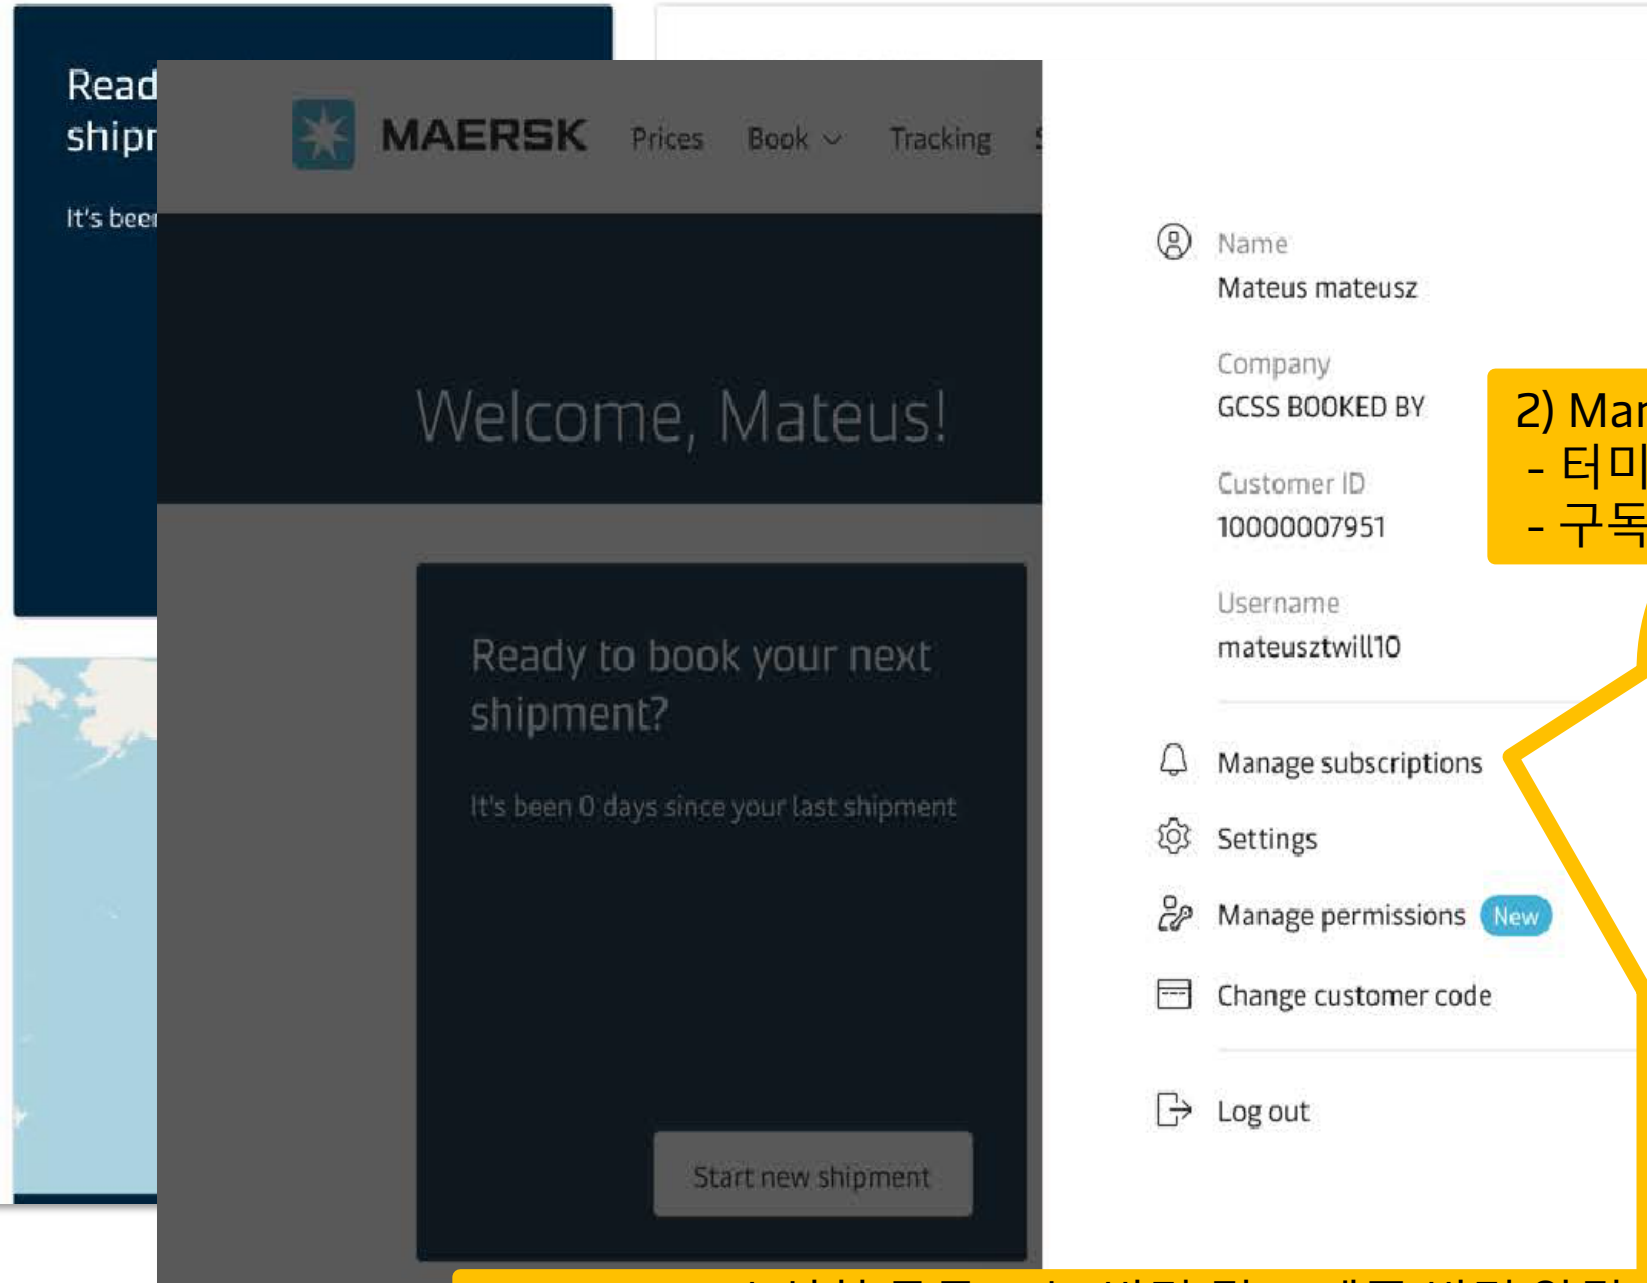 Read
shipr
It's beer
MAERSK
Prices
Book
Tracking
Welcome, Mateus!
Ready to book your next
shipment?
It's been 0 days since your last shipment
Start new shipment
Name
Mateus mateusz
Company
GCSS BOOKED BY
Customer ID
10000007951
Username
mateusztwill10
Manage subscriptions
Settings
Manage permissions New
Change customer code
Log out
2) Mar
- 터미
- 구독